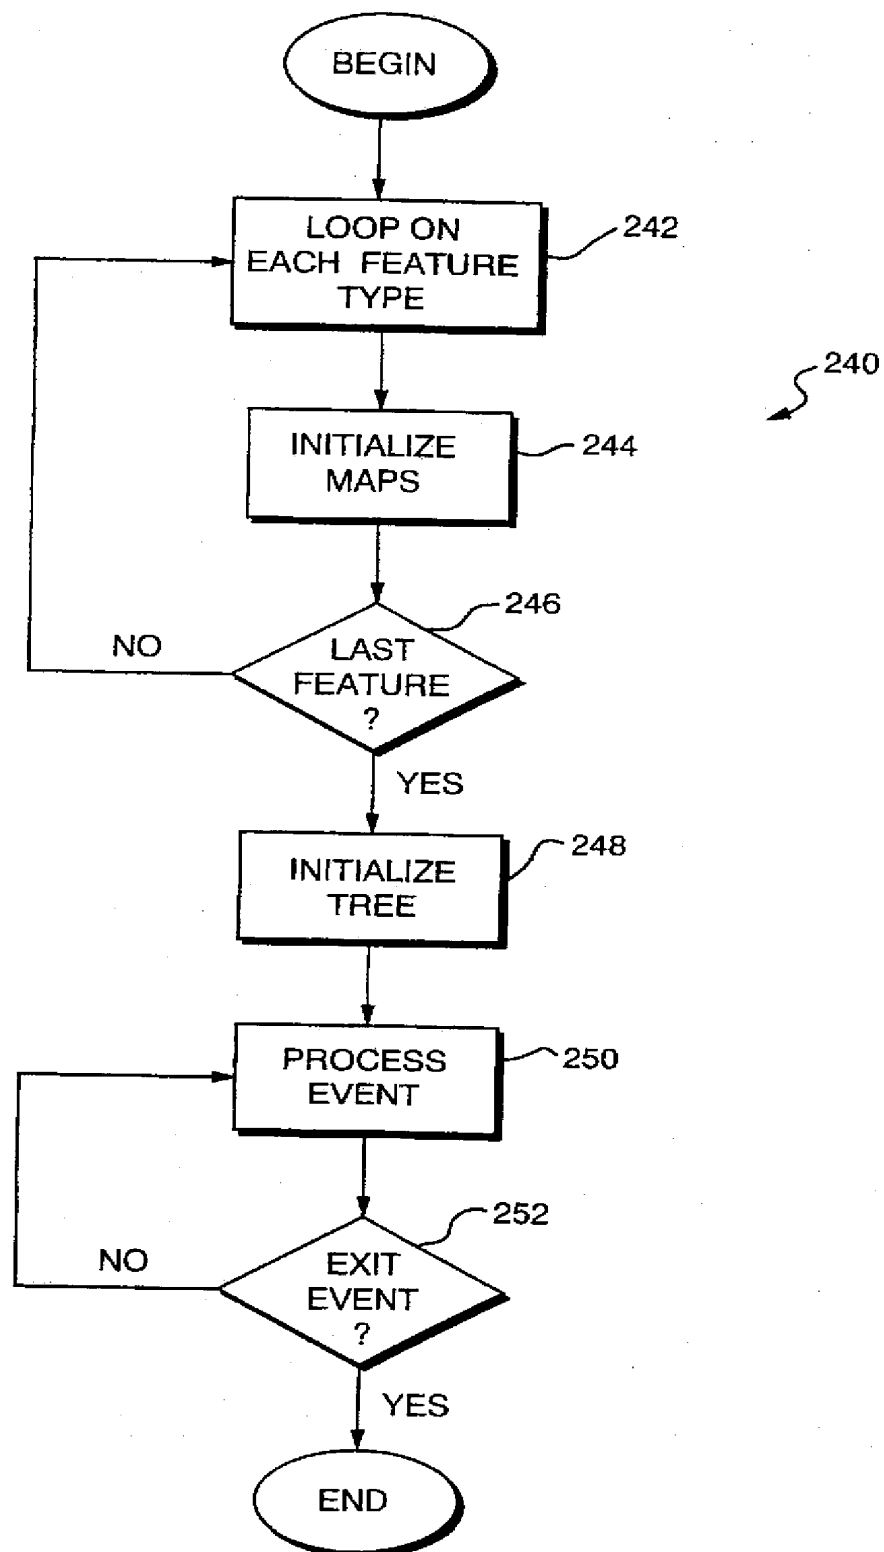 BEGIN
LOOP ON
EACH FEATURE
TYPE
242
240
INITIALIZE
MAPS
244
246
LAST
FEATURE
?
NO
YES
INITIALIZE
TREE
248
PROCESS
EVENT
250
252
EXIT
EVENT
?
NO
YES
END